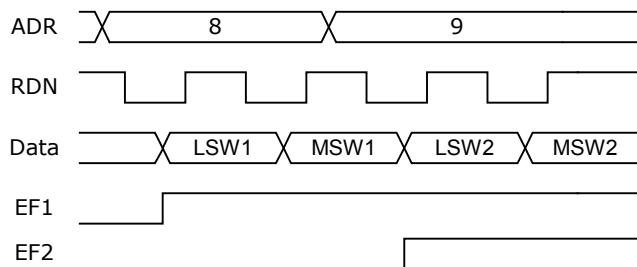 ADR 8 9
RDN
Data LSW1 MSW1 LSW2 MSW2
EF1
EF2